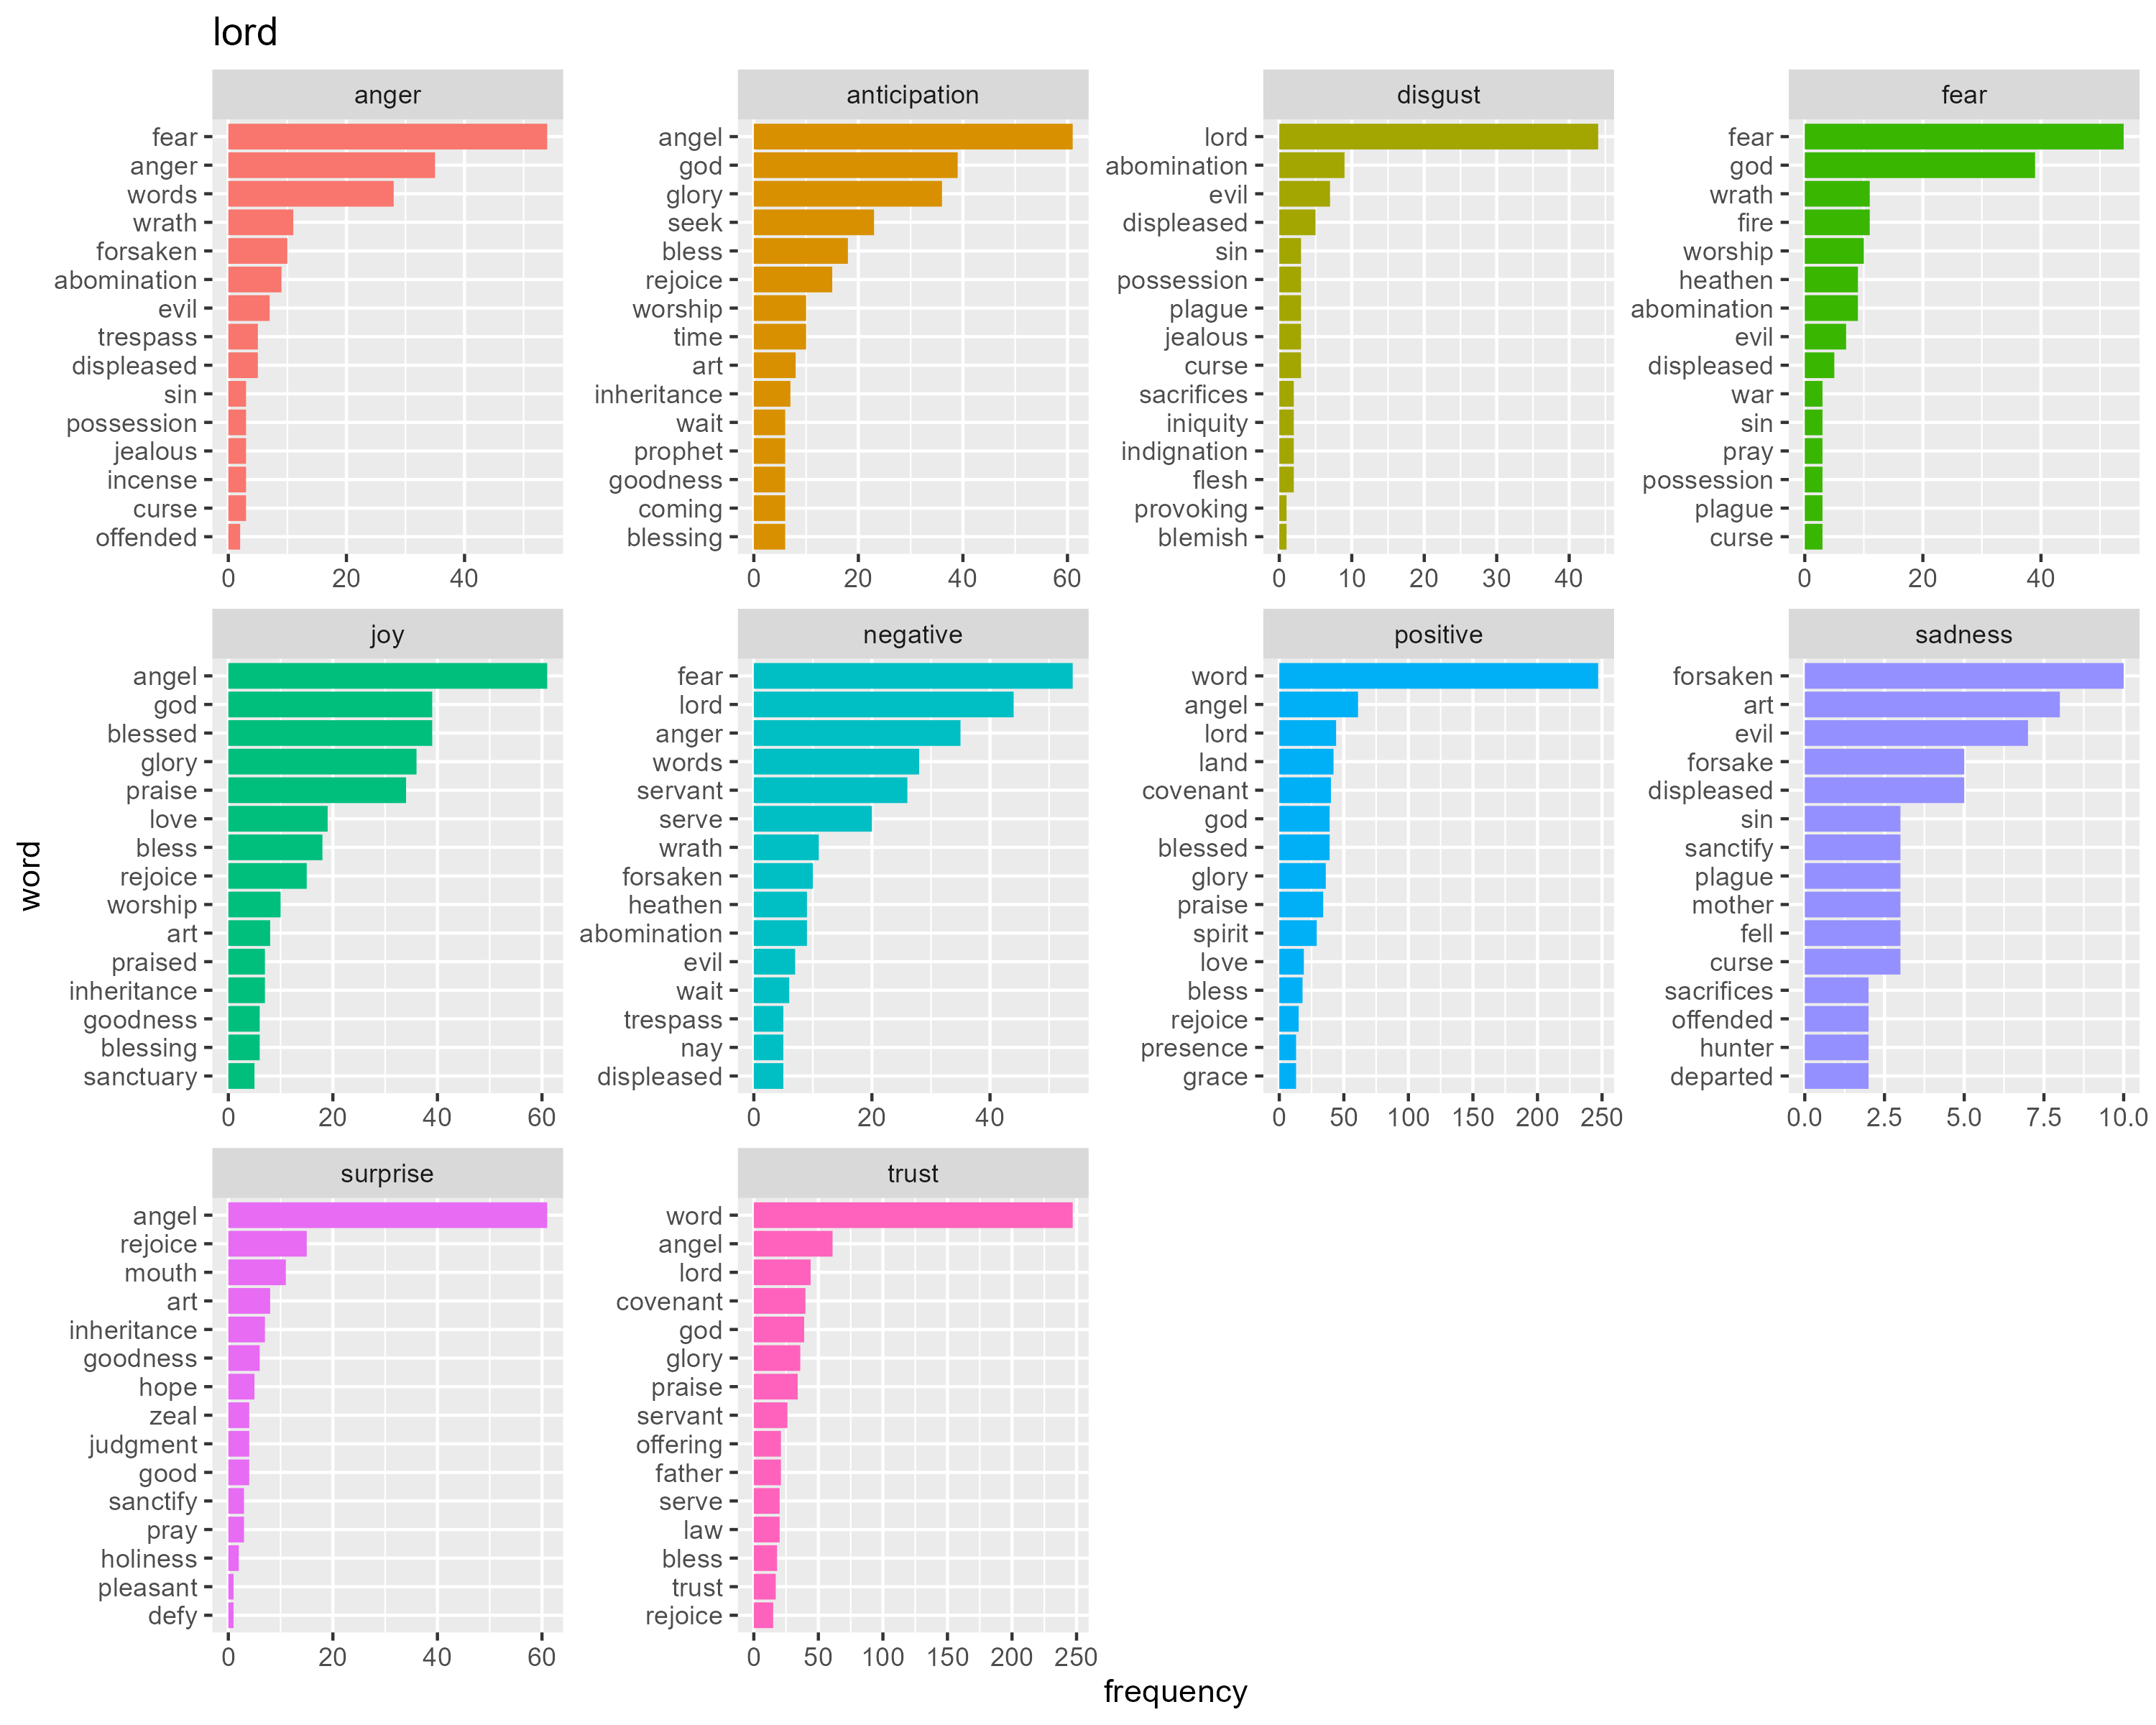 lord
anger
fear
anger
words
wrath
forsaken
abomination
evil
trespass
displeased
sin
possession
jealous
incense
curse
offended
0 20 40
anticipation
angel
god
glory
seek
bless
rejoice
worship
time
art
inheritance
wait
prophet
goodness
coming
blessing
0 20 40 60
disgust
lord
abomination
evil
displeased
sin
possession
plague
jealous
curse
sacrifices
iniquity
indignation
flesh
provoking
blemish
0 10 20 30 40
fear
fear
god
wrath
fire
worship
heathen
abomination
evil
displeased
war
sin
pray
possession
plague
curse
0 20 40
word
joy
angel
god
blessed
glory
praise
love
bless
rejoice
worship
art
praised
inheritance
goodness
blessing
sanctuary
0 20 40 60
negative
fear
lord
anger
words
servant
serve
wrath
forsaken
heathen
abomination
evil
wait
trespass
nay
displeased
0 20 40
positive
word
angel
lord
land
covenant
god
blessed
glory
praise
spirit
love
bless
rejoice
presence
grace
0 50 100 150 200 250
sadness
forsaken
art
evil
forsake
displeased
sin
sanctify
plague
mother
fell
curse
sacrifices
offended
hunter
departed
0.0 2.5 5.0 7.5 10.0
surprise
angel
rejoice
mouth
art
inheritance
goodness
hope
zeal
judgment
good
sanctify
pray
holiness
pleasant
defy
0 20 40 60
trust
word
angel
lord
covenant
god
glory
praise
servant
offering
father
serve
law
bless
trust
rejoice
0 50 100 150 200 250
frequency